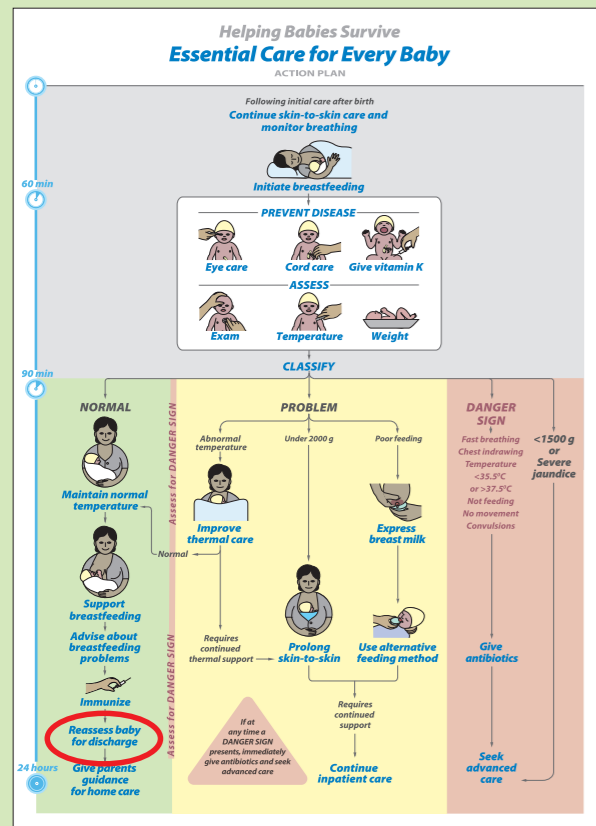 Helping Babies Survive
Essential Care for Every Baby
ACTION PLAN
Following initial care after birth
Continue skin-to-skin care and
monitor breathing
Initiate breastfeeding
60 min
PREVENT DISEASE
Eye care
Cord care
Give vitamin K
ASSESS
Exam
Temperature
Weight
CLASSIFY
90 min
NORMAL
Maintain normal
temperature
Support
breastfeeding
Advise about
breastfeeding
problems
Immunize
Reassess baby
for discharge
Give parents
guidance
for home care
24 hours
Assess for DANGER SIGN
Assess for DANGER SIGN
PROBLEM
Abnormal
temperature
Improve
thermal care
Normal
Requires
continued
thermal support
Under 2000 g
Prolong
skin-to-skin
Poor feeding
Express
breast milk
Use alternative
feeding method
Requires
continued
support
Continue
inpatient care
If at
any time a
DANGER SIGN
presents, immediately
give antibiotics and seek
advanced care
DANGER
SIGN
Fast breathing
Chest indrawing
Temperature
<35.5°C
or >37.5°C
Not feeding
No movement
Convulsions
Give
antibiotics
Seek
advanced
care
<1500 g
or
Severe
jaundice